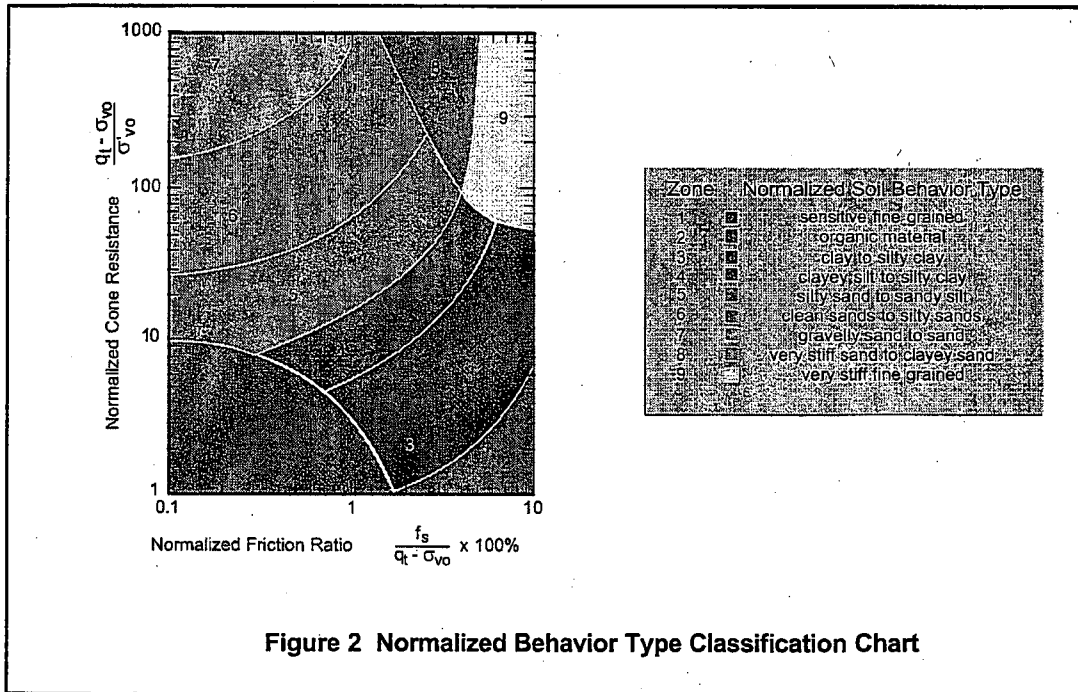 1000
7
8
9
qt - σvo
σ'vo
Normalized Cone Resistance
100
6
5
10
3
1
0.1
1
10
Normalized Friction Ratio
fs
qt - σvo
x 100%
Zone Normalized Soil Behavior Type
1 sensitive fine grained
2 organic material
3 clay to silty clay
4 clayey silt to silty clay
5 silty sand to sandy silt
6 clean sands to silty sands
7 gravelly sand to sand
8 very stiff sand to clayey sand
9 very stiff fine grained
Figure 2 Normalized Behavior Type Classification Chart